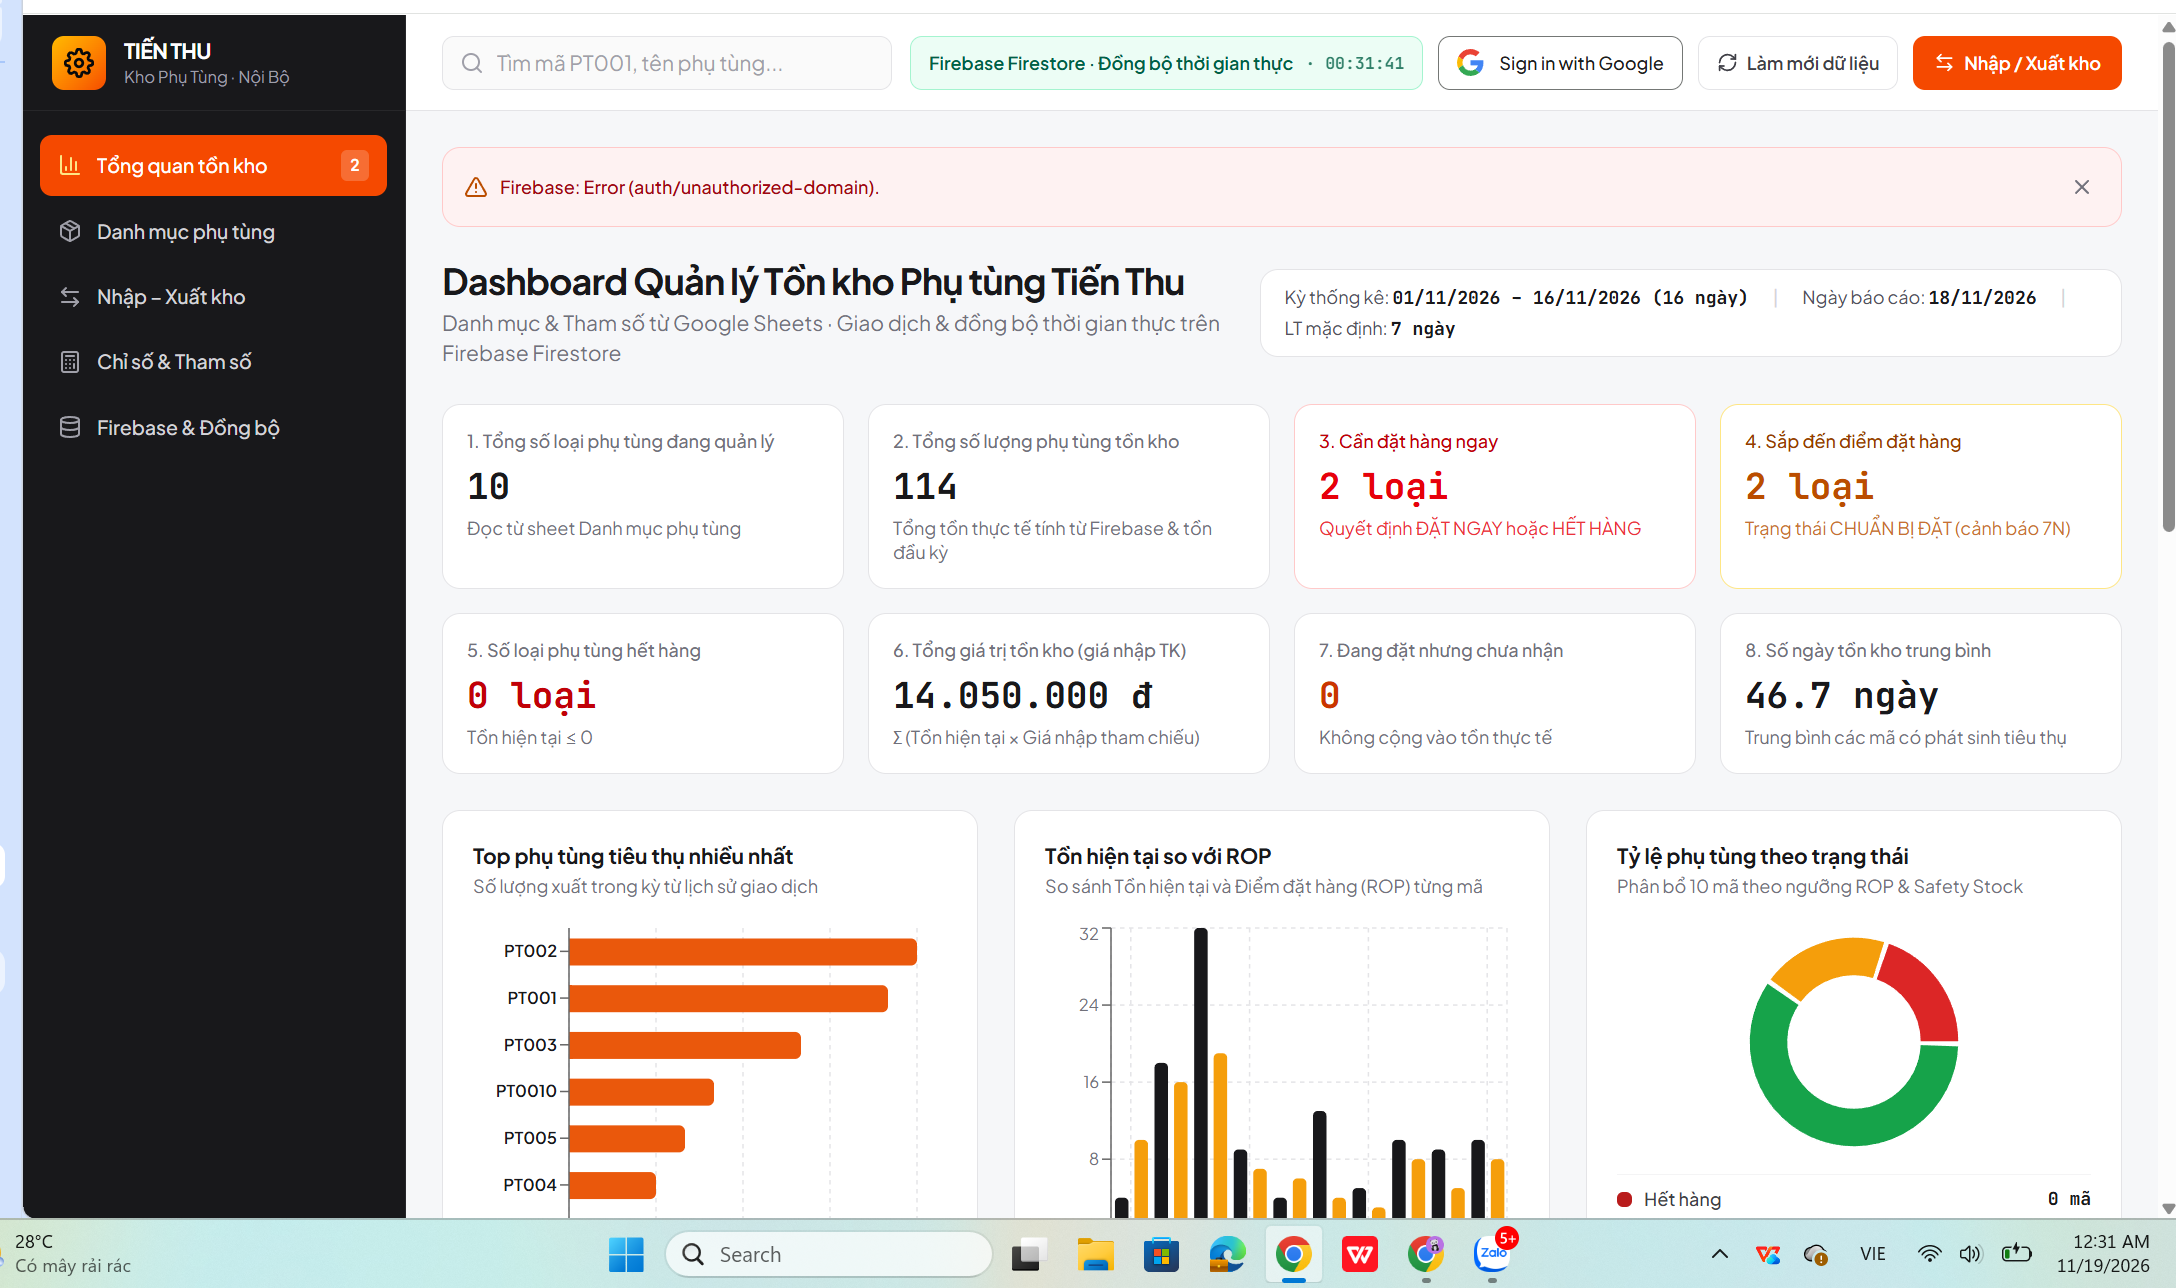 TIẾN THU
Kho Phụ Tùng · Nội Bộ
Tìm mã PT001, tên phụ tùng...
Firebase Firestore · Đồng bộ thời gian thực · 00:31:41
Sign in with Google
Làm mới dữ liệu
Nhập / Xuất kho
Tổng quan tồn kho 2
Danh mục phụ tùng
Nhập – Xuất kho
Chỉ số & Tham số
Firebase & Đồng bộ
Firebase: Error (auth/unauthorized-domain).
Dashboard Quản lý Tồn kho Phụ tùng Tiến Thu
Danh mục & Tham số từ Google Sheets · Giao dịch & đồng bộ thời gian thực trên
Firebase Firestore
Kỳ thống kê: 01/11/2026 – 16/11/2026 (16 ngày) | Ngày báo cáo: 18/11/2026 |
LT mặc định: 7 ngày
1. Tổng số loại phụ tùng đang quản lý
10
Đọc từ sheet Danh mục phụ tùng
2. Tổng số lượng phụ tùng tồn kho
114
Tổng tồn thực tế tính từ Firebase & tồn
đầu kỳ
3. Cần đặt hàng ngay
2 loại
Quyết định ĐẶT NGAY hoặc HẾT HÀNG
4. Sắp đến điểm đặt hàng
2 loại
Trạng thái CHUẨN BỊ ĐẶT (cảnh báo 7N)
5. Số loại phụ tùng hết hàng
0 loại
Tồn hiện tại ≤ 0
6. Tổng giá trị tồn kho (giá nhập TK)
14.050.000 đ
Σ (Tồn hiện tại × Giá nhập tham chiếu)
7. Đang đặt nhưng chưa nhận
0
Không cộng vào tồn thực tế
8. Số ngày tồn kho trung bình
46.7 ngày
Trung bình các mã có phát sinh tiêu thụ
Top phụ tùng tiêu thụ nhiều nhất
Số lượng xuất trong kỳ từ lịch sử giao dịch
PT002
PT001
PT003
PT0010
PT005
PT004
Tồn hiện tại so với ROP
So sánh Tồn hiện tại và Điểm đặt hàng (ROP) từng mã
32
24
16
8
Tỷ lệ phụ tùng theo trạng thái
Phân bổ 10 mã theo ngưỡng ROP & Safety Stock
Hết hàng 0 mã
28°C
Có mây rải rác
Search
Zalo
5+
VIE
12:31 AM
11/19/2026